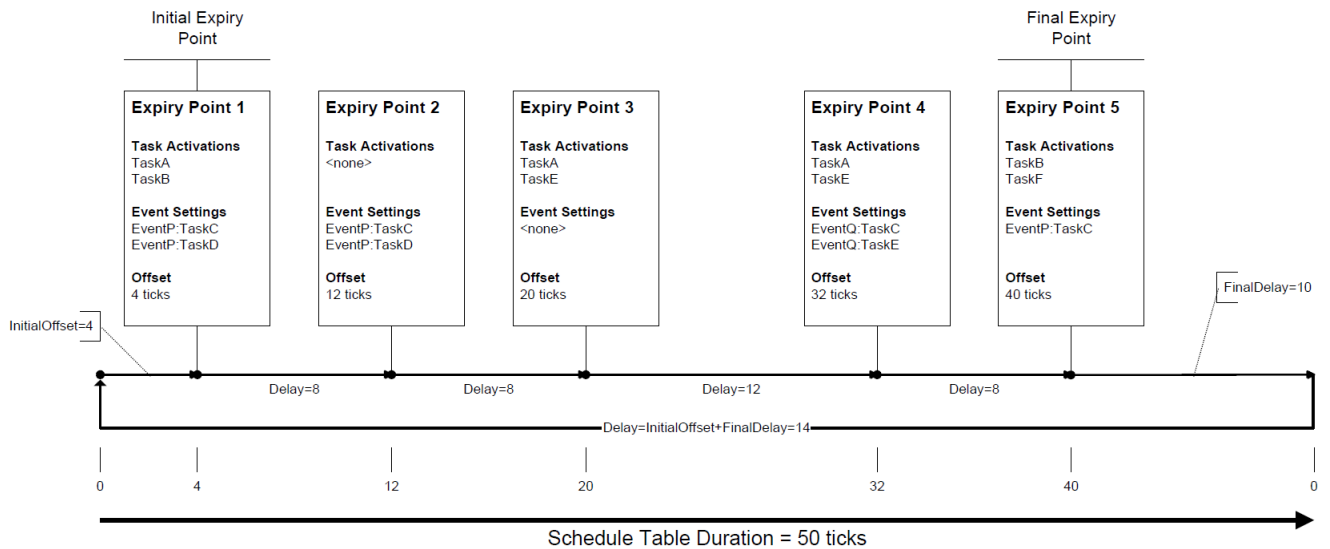 Initial Expiry
Point
Final Expiry
Point
Expiry Point 1
Task Activations
TaskA
TaskB
Event Settings
EventP:TaskC
EventP:TaskD
Offset
4 ticks
Expiry Point 2
Task Activations
<none>
Event Settings
EventP:TaskC
EventP:TaskD
Offset
12 ticks
Expiry Point 3
Task Activations
TaskA
TaskE
Event Settings
<none>
Offset
20 ticks
Expiry Point 4
Task Activations
TaskA
TaskE
Event Settings
EventQ:TaskC
EventQ:TaskE
Offset
32 ticks
Expiry Point 5
Task Activations
TaskB
TaskF
Event Settings
EventP:TaskC
Offset
40 ticks
InitialOffset=4
FinalDelay=10
Delay=8
Delay=8
Delay=12
Delay=8
Delay=InitialOffset+FinalDelay=14
0
4
12
20
32
40
0
Schedule Table Duration = 50 ticks